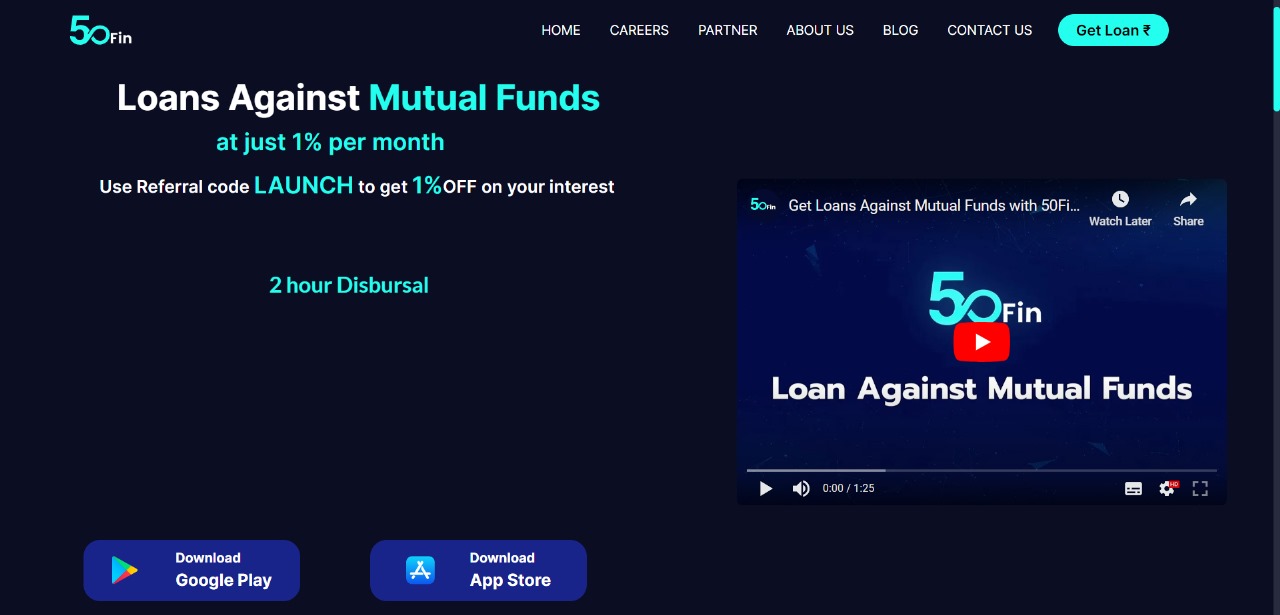 50Fin
HOME CAREERS PARTNER ABOUT US BLOG CONTACT US Get Loan ₹
Loans Against Mutual Funds
at just 1% per month
Use Referral code LAUNCH to get 1%OFF on your interest
2 hour Disbursal
50Fin Get Loans Against Mutual Funds with 50Fi...
Watch Later Share
50Fin
Loan Against Mutual Funds
0:00 / 1:25
HD
Download
Google Play
Download
App Store